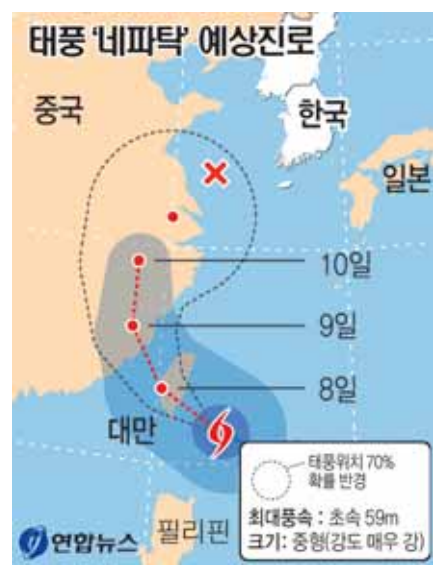 태풍 '네파탁' 예상진로
중국
한국
일본
10일
9일
8일
대만
필리핀
태풍위치 70%
확률 반경
최대풍속 : 초속 59m
크기 : 중형(강도 매우 강)
연합뉴스